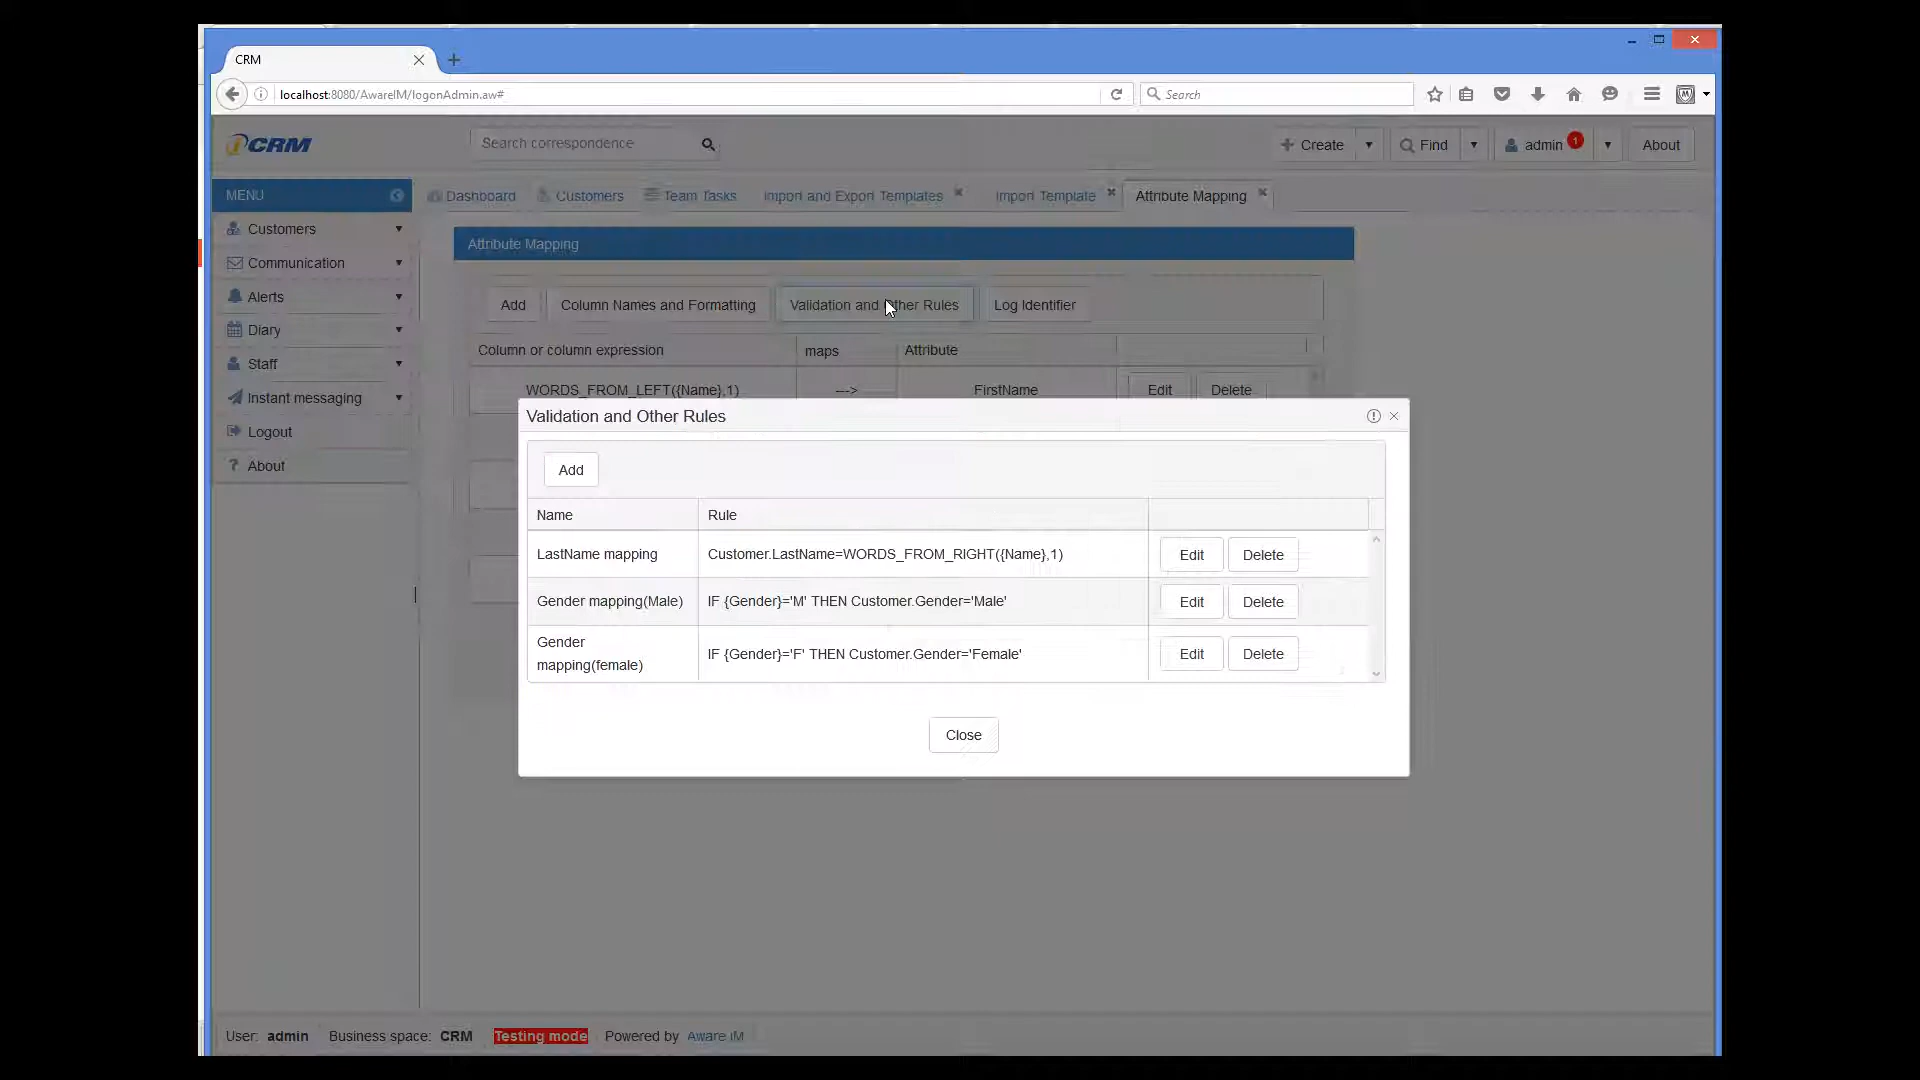 CRM
localhost:8080/AwareIM/logonAdmin.aw#
Search
CRM
Search correspondence
Create
Find
admin
1
About
MENU
Dashboard
Customers
Team Tasks
Import and Export Templates
Import Template
Attribute Mapping
Customers
Communication
Alerts
Diary
Staff
Instant messaging
Logout
? About
Attribute Mapping
Add
Column Names and Formatting
Validation and Other Rules
Log Identifier
Column or column expression
maps
Attribute
WORDS_FROM_LEFT({Name},1)
--->
FirstName
Edit
Delete
Validation and Other Rules
Add
Name
Rule
LastName mapping
Customer.LastName=WORDS_FROM_RIGHT({Name},1)
Edit
Delete
Gender mapping(Male)
IF {Gender}='M' THEN Customer.Gender='Male'
Edit
Delete
Gender
mapping(female)
IF {Gender}='F' THEN Customer.Gender='Female'
Edit
Delete
Close
User: admin
Business space: CRM
Testing mode
Powered by Aware IM